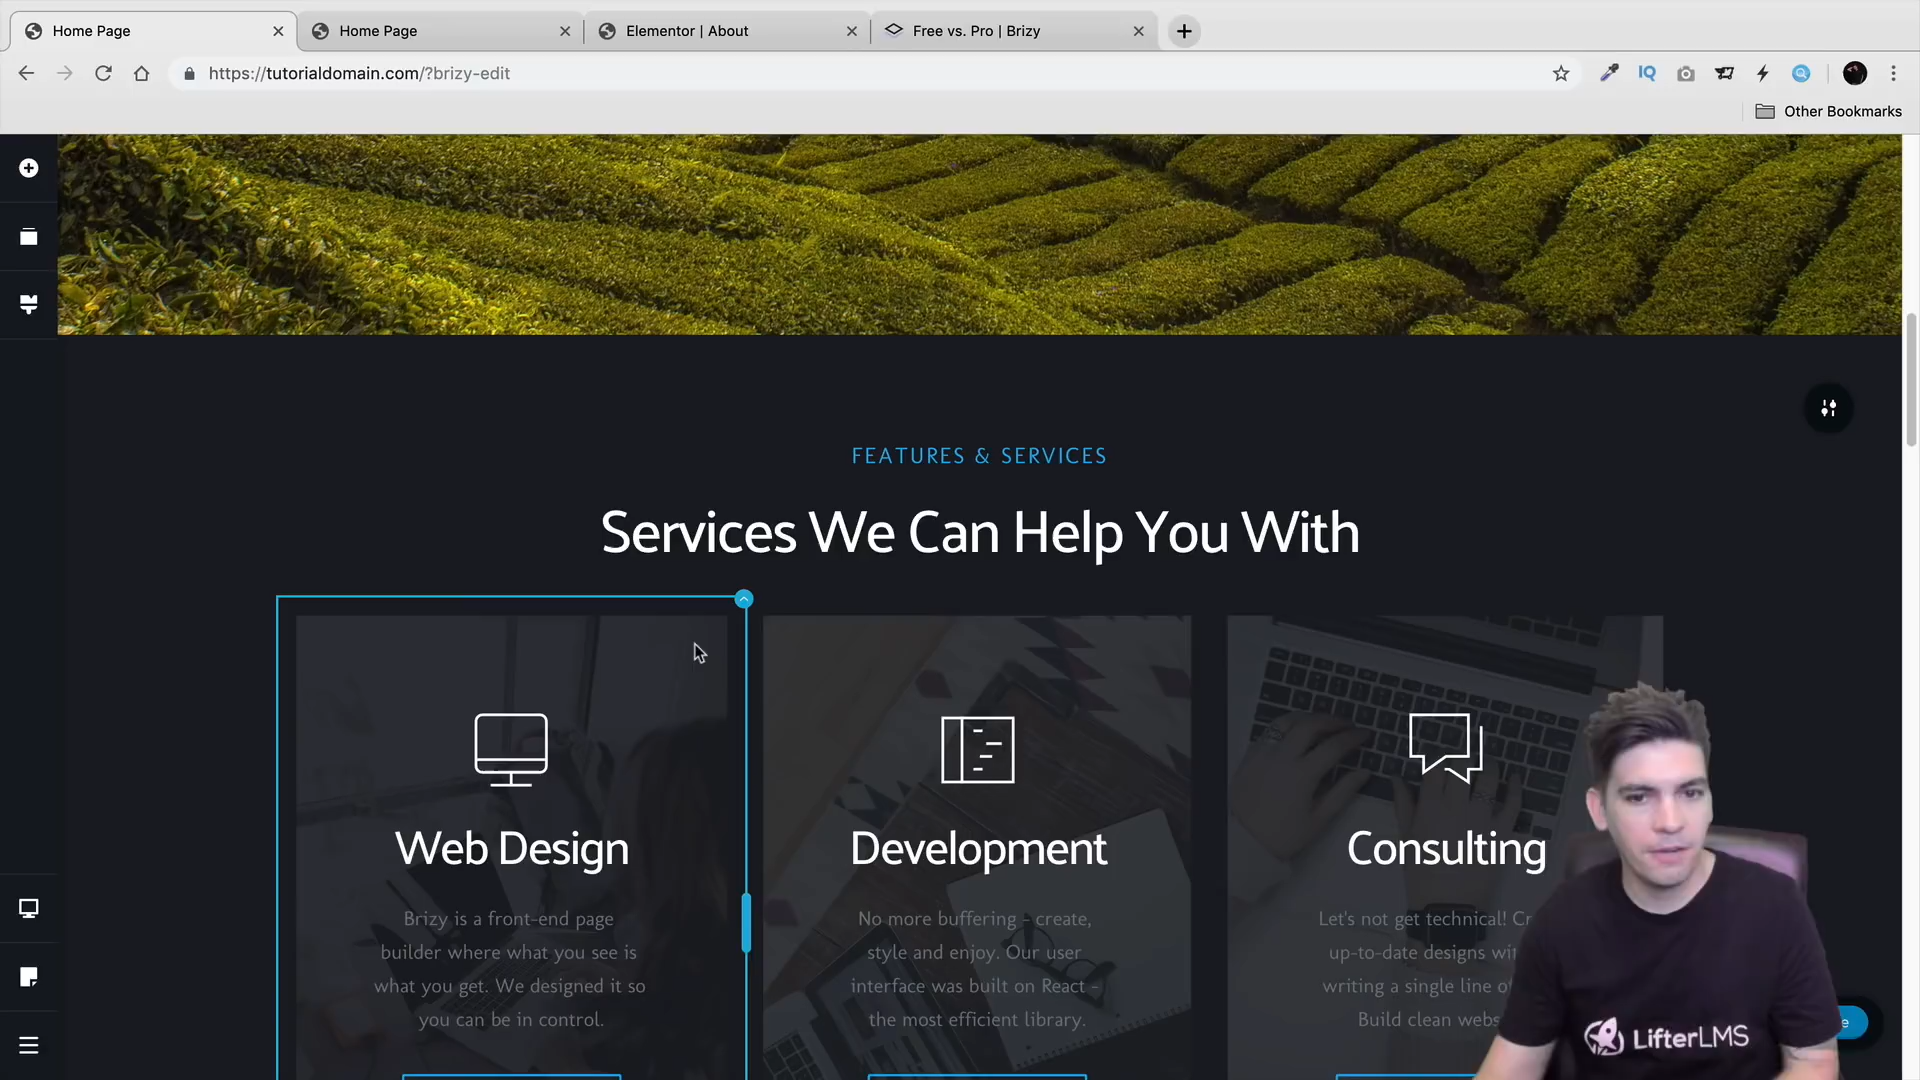 Home Page
Home Page
Elementor | About
Free vs. Pro | Brizy
https://tutorialdomain.com/?brizy-edit
IQ
Other Bookmarks
FEATURES & SERVICES
Services We Can Help You With
Web Design
Development
Consulting
Brizy is a front-end page
builder where what you see is
what you get. We designed it so
you can be in control.
No more buffering - create,
style and enjoy. Our user
interface was built on React -
the most efficient library.
Let's not get technical!
up-to-date designs
writing a single line
Build clean
LifterLMS